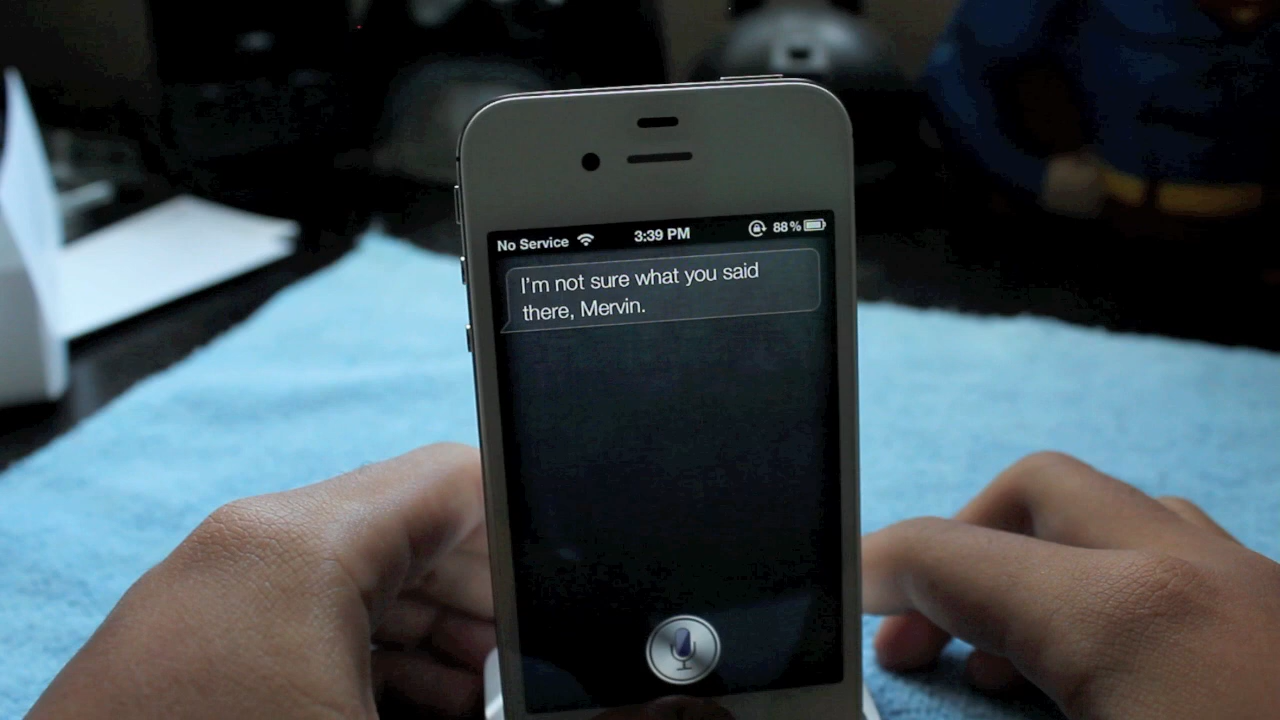 No Service 3:39 PM 88%
I'm not sure what you said
there, Mervin.